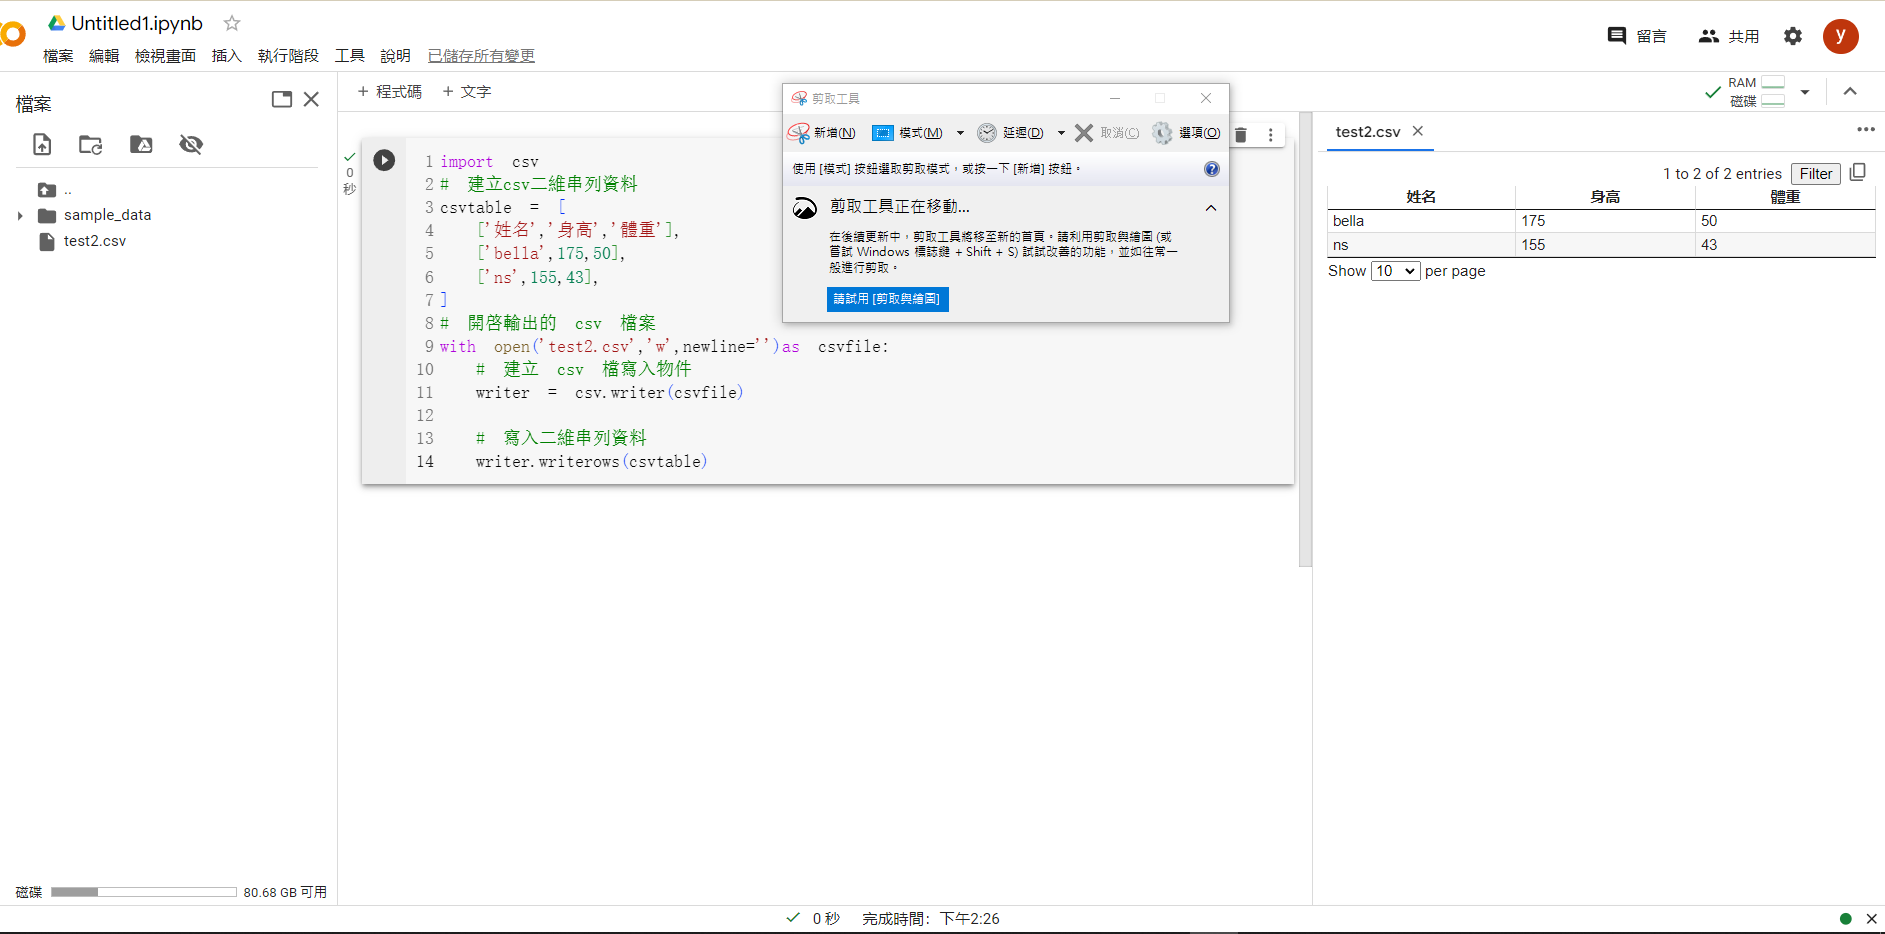 Untitled1.ipynb
檔案 編輯 檢視畫面 插入 執行階段 工具 說明 已儲存所有變更
留言 共用 y
檔案
..
sample_data
test2.csv
磁碟 80.68 GB 可用
+ 程式碼 + 文字
RAM
磁碟
0
秒
1 import csv
2 # 建立csv二維串列資料
3 csvtable = [
4 ['姓名','身高','體重'],
5 ['bella',175,50],
6 ['ns',155,43],
7 ]
8 # 開啓輸出的 csv 檔案
9 with open('test2.csv','w',newline='')as csvfile:
10 # 建立 csv 檔寫入物件
11 writer = csv.writer(csvfile)
12
13 # 寫入二維串列資料
14 writer.writerows(csvtable)
剪取工具
新增(N) 模式(M) 延遲(D) 取消(C) 選項(O)
使用 [模式] 按鈕選取剪取模式，或按一下 [新增] 按鈕。
剪取工具正在移動...
在後續更新中，剪取工具將移至新的首頁。請利用剪取與繪圖 (或
嘗試 Windows 標誌鍵 + Shift + S) 試試改善的功能，並如往常一
般進行剪取。
請試用 [剪取與繪圖]
test2.csv
1 to 2 of 2 entries Filter
姓名 身高 體重
bella 175 50
ns 155 43
Show 10 per page
0 秒 完成時間：下午2:26